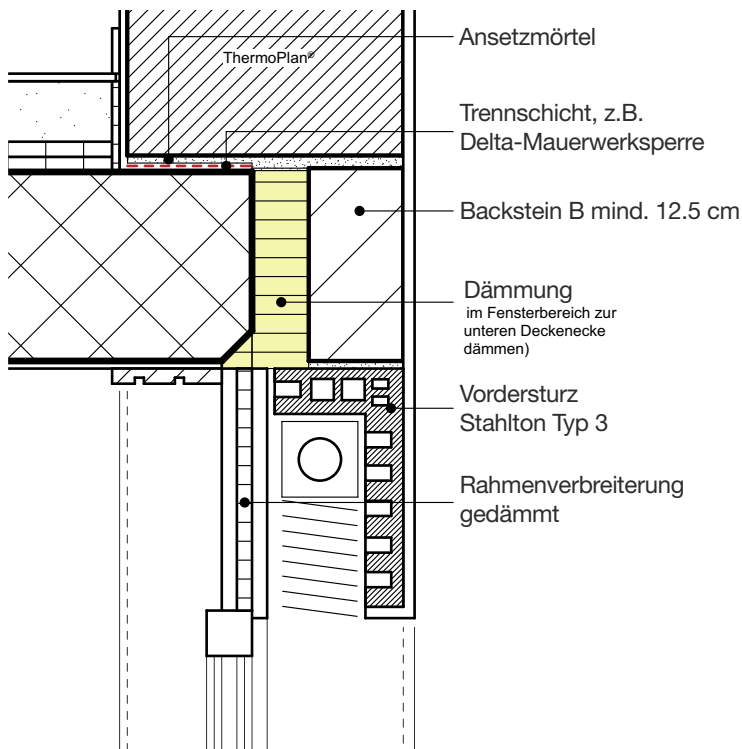 ThermoPlan®
Ansetzmörtel
Trennschicht, z.B.
Delta-Mauerwerksperre
Backstein B mind. 12.5 cm
Dämmung
im Fensterbereich zur
unteren Deckenecke
dämmen)
Vordersturz
Stahlton Typ 3
Rahmenverbreiterung
gedämmt